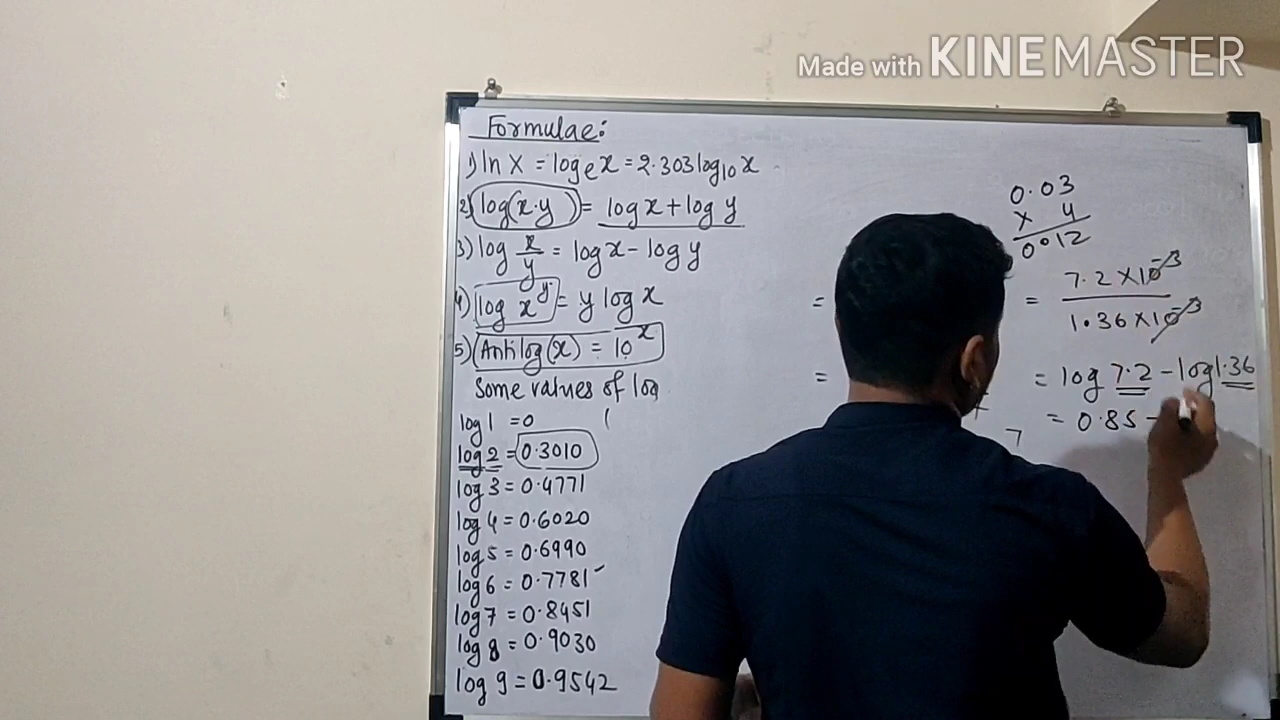 Made with KINEMASTER
Formulae:
1) ln X = logₑ x = 2.303 log₁₀ x
2) log(x·y) = log x + log y
3) log x/y = log x - log y
4) log xʸ = y log x
5) Antilog(x) = 10ˣ
Some values of log
log 1 = 0
log 2 = 0.3010
log 3 = 0.4771
log 4 = 0.6020
log 5 = 0.6990
log 6 = 0.7781
log 7 = 0.8451
log 8 = 0.9030
log 9 = 0.9542
0.03
× 4
0012
=
= 7.2×10⁻³
1.36×10⁻³
=
= log 7.2 - log 1.36
= 0.85 -